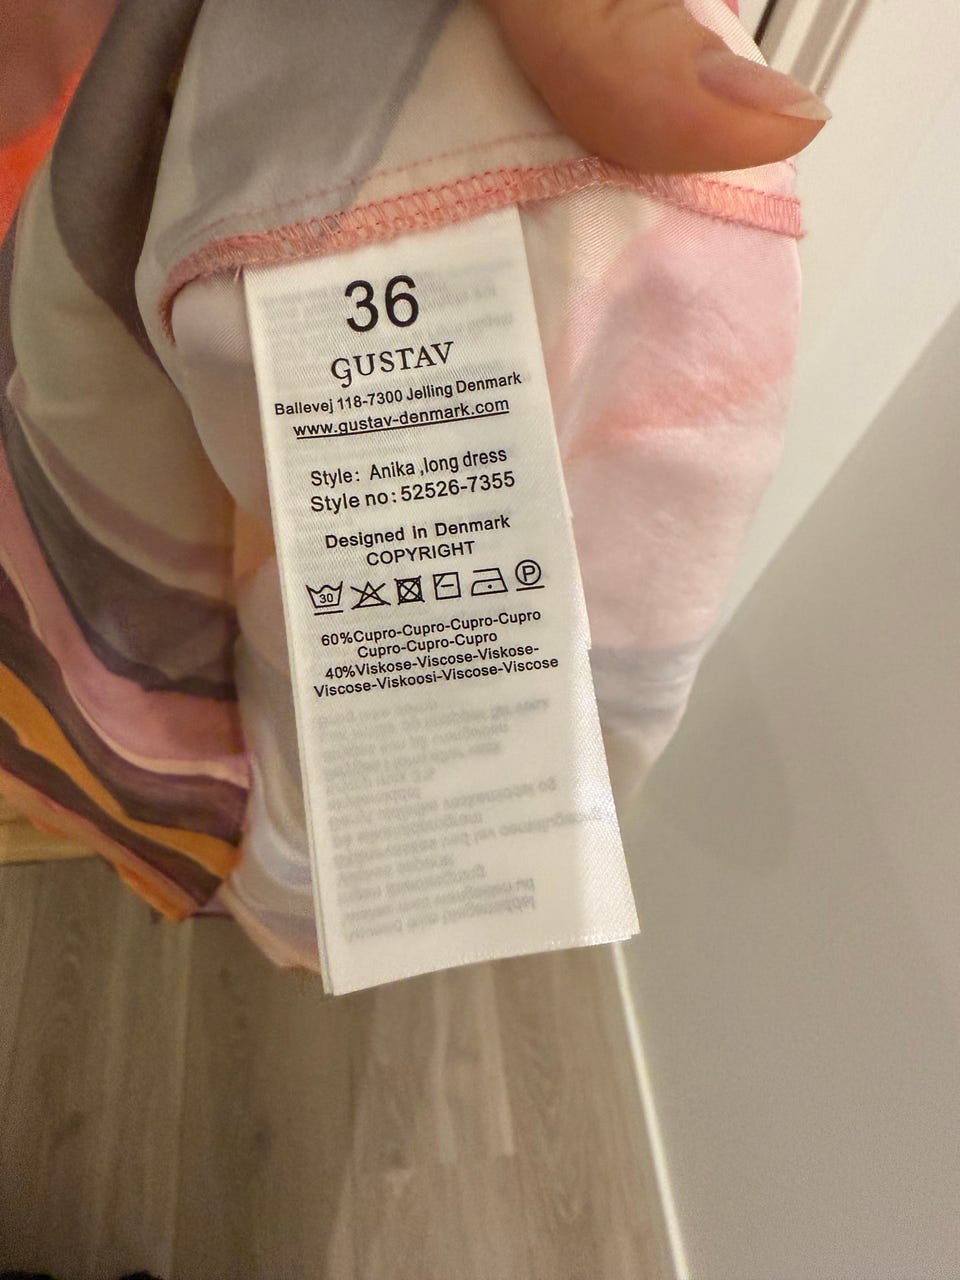 36
GUSTAV
Ballevej 118-7300 Jelling Denmark
www.gustav-denmark.com
Style: Anika ,long dress
Style no:52526-7355
Designed in Denmark
COPYRIGHT
30 P
60%Cupro-Cupro-Cupro-Cupro
Cupro-Cupro-Cupro
40%Viskose-Viscose-Viskose-
Viscose-Viskoosi-Viscose-Viscose